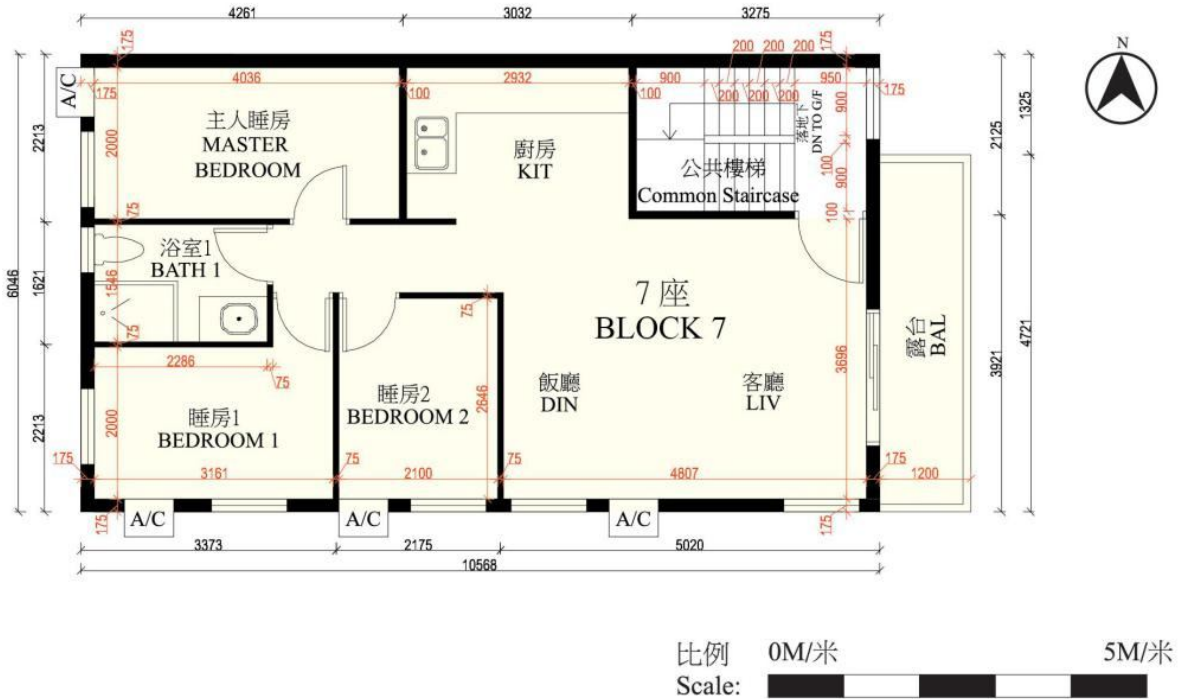 4261
3032
3275
175
200
200
200
175
N
A/C
175
4036
100
2932
100
900
200
200
200
950
175
主人睡房
MASTER
BEDROOM
2000
廚房
KIT
900
落地下
DN TO G/F
2213
2125
1325
公共樓梯
Common Staircase
100
900
100
75
75
浴室1
BATH 1
1546
75
6046
1621
7 座
BLOCK 7
75
2286
75
露台
BAL
3696
3921
4721
飯廳
DIN
客廳
LIV
睡房1
BEDROOM 1
睡房2
BEDROOM 2
2646
2000
2213
175
3161
75
2100
75
4807
175
1200
175
A/C
A/C
A/C
175
3373
2175
5020
10568
比例
Scale:
0M/米
5M/米